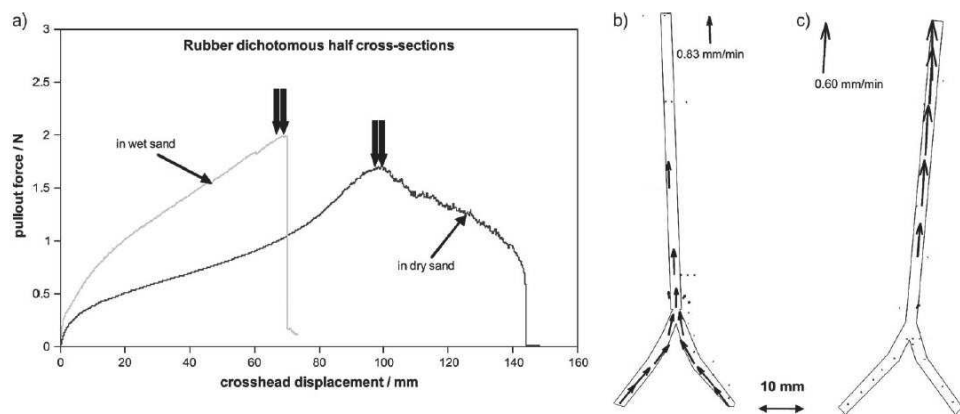 a)
Rubber dichotomous half cross-sections
pullout force / N
3
2.5
2
1.5
1
0.5
0
in wet sand
in dry sand
0 20 40 60 80 100 120 140 160
crosshead displacement / mm
b)
0.83 mm/min
10 mm
c)
0.60 mm/min